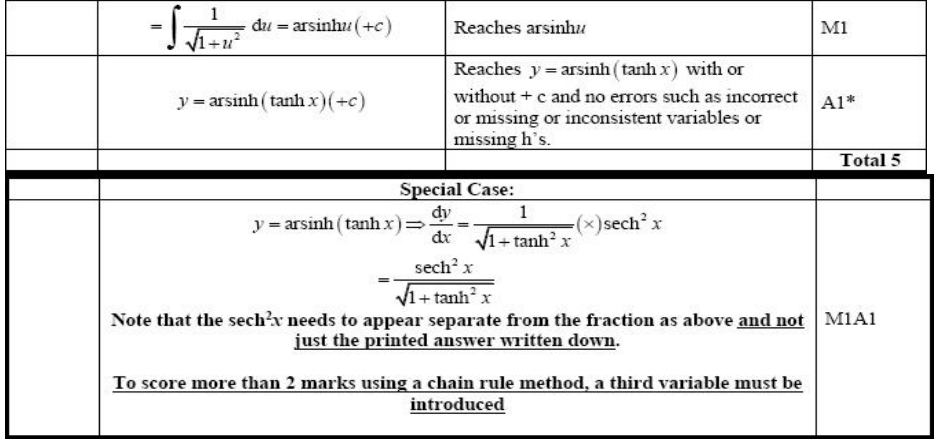 = ∫ 1/√(1+u²) du = arsinhu(+c)
Reaches arsinhu
M1
y = arsinh(tanh x)(+c)
Reaches y = arsinh(tanh x) with or
without + c and no errors such as incorrect
or missing or inconsistent variables or
missing h's.
A1*
Total 5
Special Case:
y = arsinh(tanh x) ⇒ dy/dx = 1/√(1+tanh² x) (×)sech² x
= sech² x/√(1+tanh² x)
Note that the sech²x needs to appear separate from the fraction as above and not
just the printed answer written down.
M1A1
To score more than 2 marks using a chain rule method, a third variable must be
introduced